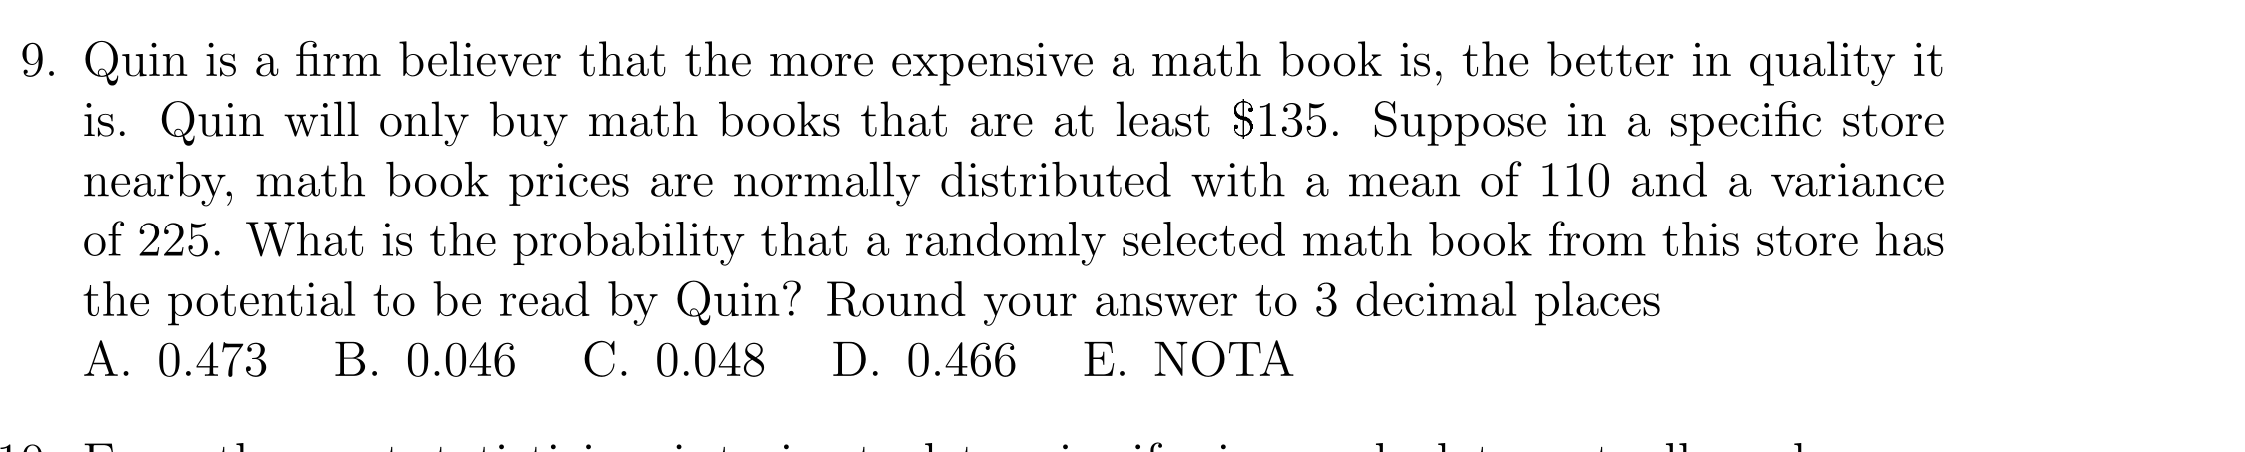 9. Quin is a firm believer that the more expensive a math book is, the better in quality it
is. Quin will only buy math books that are at least $135. Suppose in a specific store
nearby, math book prices are normally distributed with a mean of 110 and a variance
of 225. What is the probability that a randomly selected math book from this store has
the potential to be read by Quin? Round your answer to 3 decimal places
A. 0.473 B. 0.046 C. 0.048 D. 0.466 E. NOTA